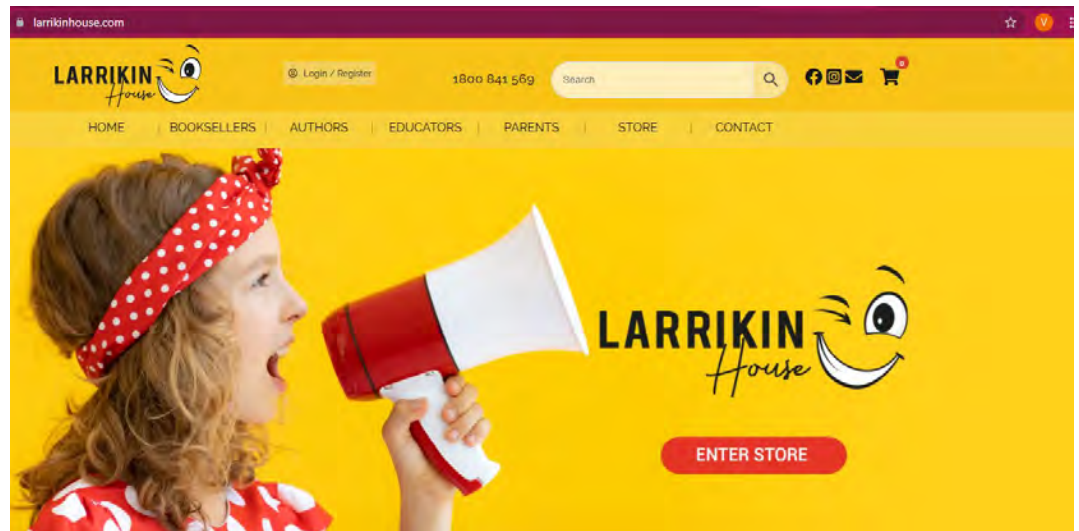 larrikinhouse.com
V
LARRIKIN
House
Login / Register
1800 841 569
Search
0
HOME | BOOKSELLERS | AUTHORS | EDUCATORS | PARENTS | STORE | CONTACT
LARRIKIN
House
ENTER STORE